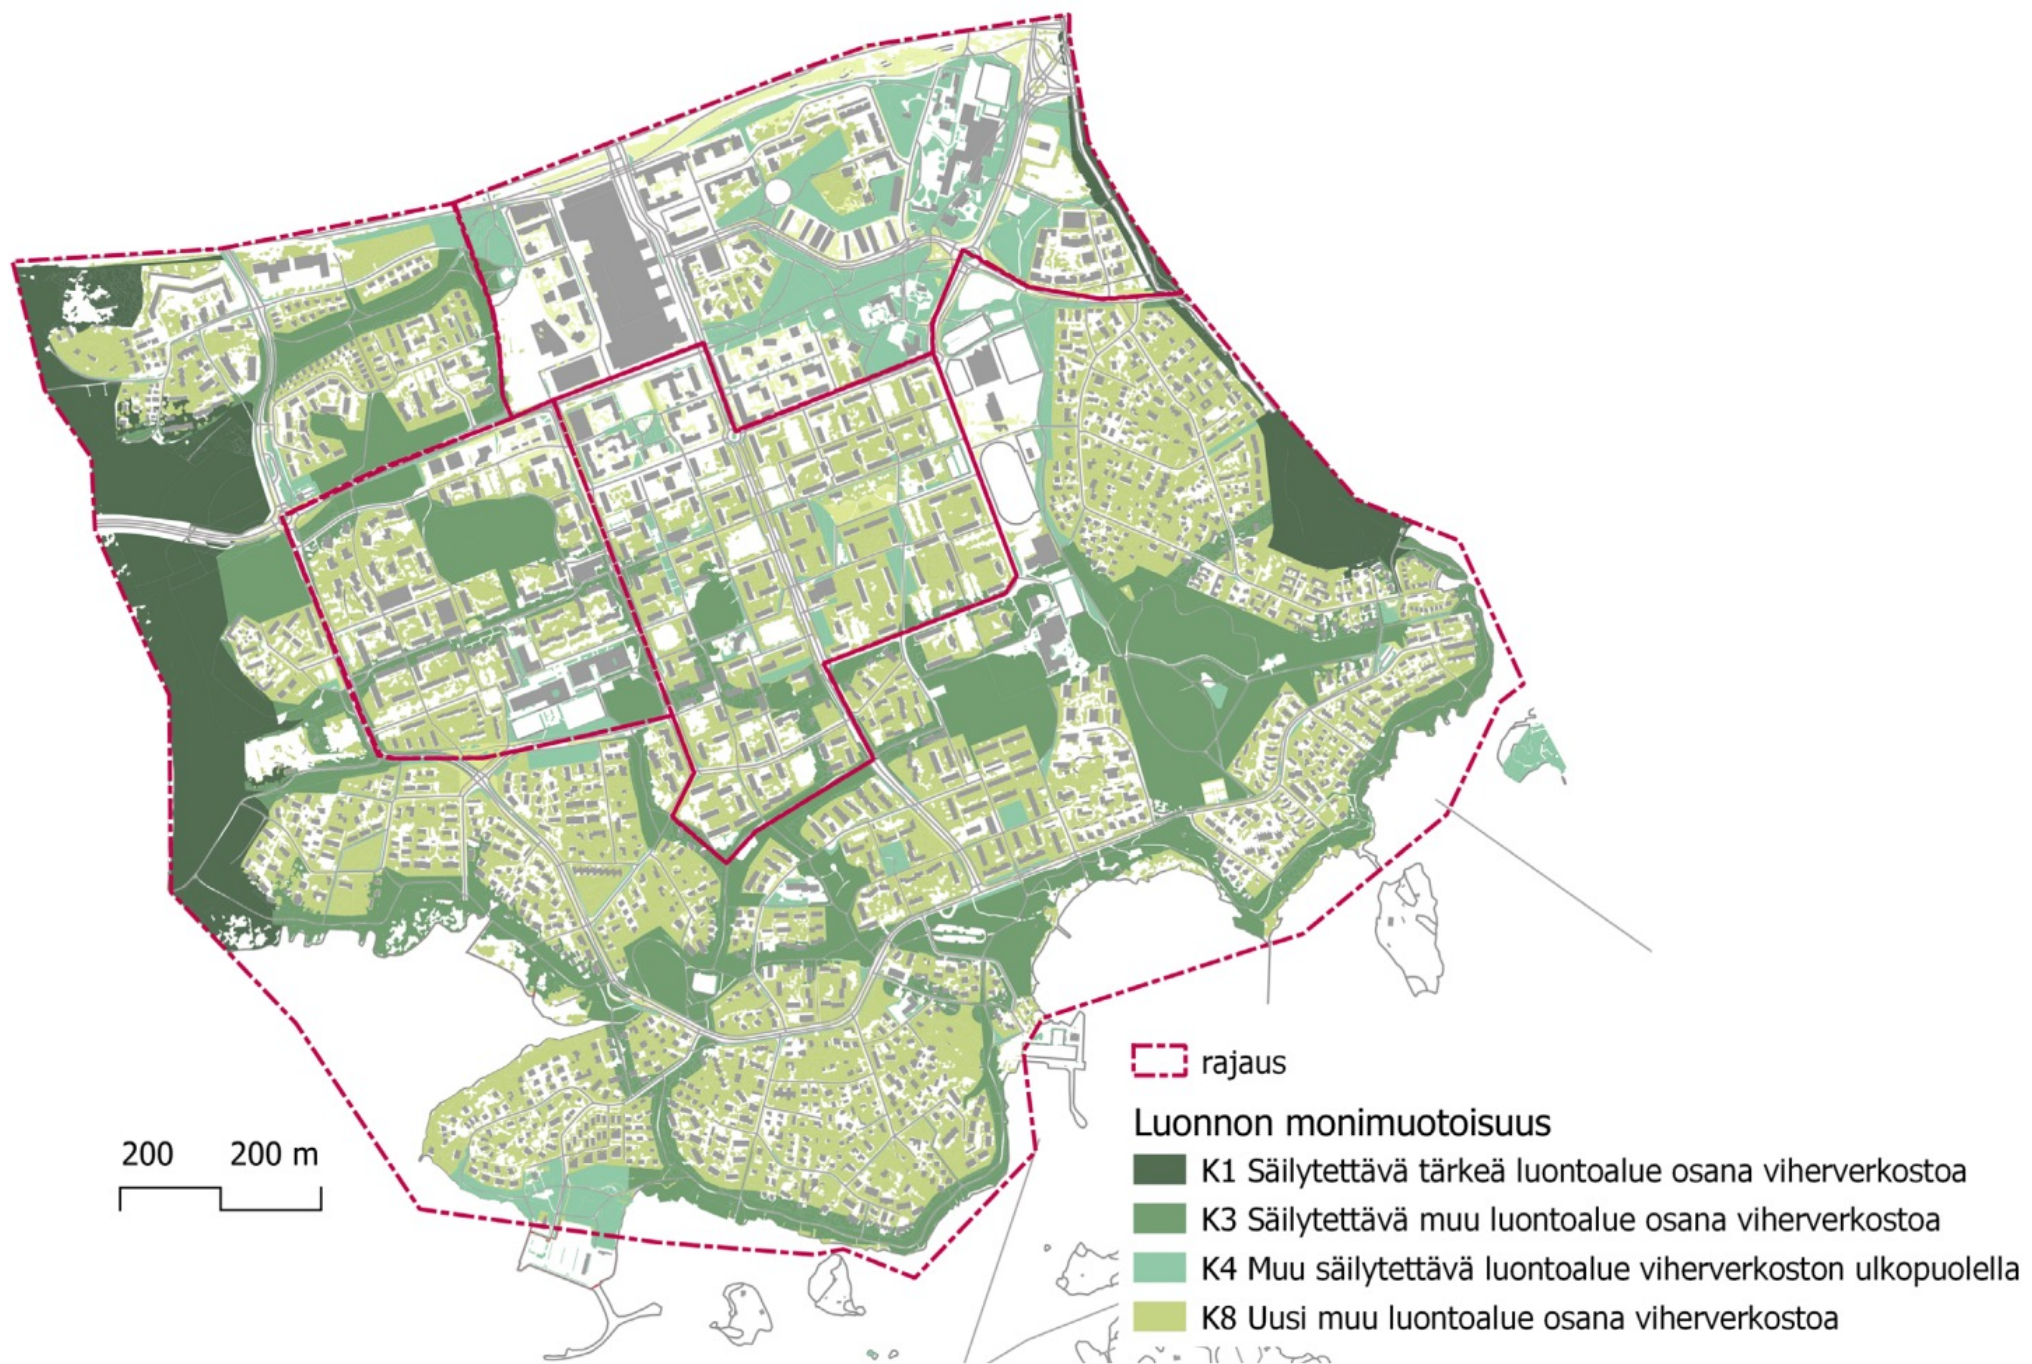 rajaus
Luonnon monimuotoisuus
K1 Säilytettävä tärkeä luontoalue osana viherverkostoa
K3 Säilytettävä muu luontoalue osana viherverkostoa
K4 Muu säilytettävä luontoalue viherverkoston ulkopuolella
K8 Uusi muu luontoalue osana viherverkostoa
200 200 m